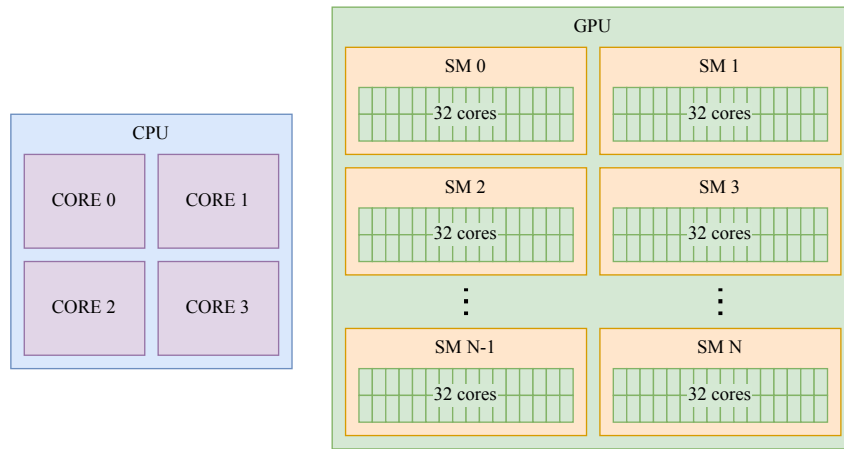 CPU
CORE 0
CORE 1
CORE 2
CORE 3
GPU
SM 0
32 cores
SM 1
32 cores
SM 2
32 cores
SM 3
32 cores
SM N-1
32 cores
SM N
32 cores